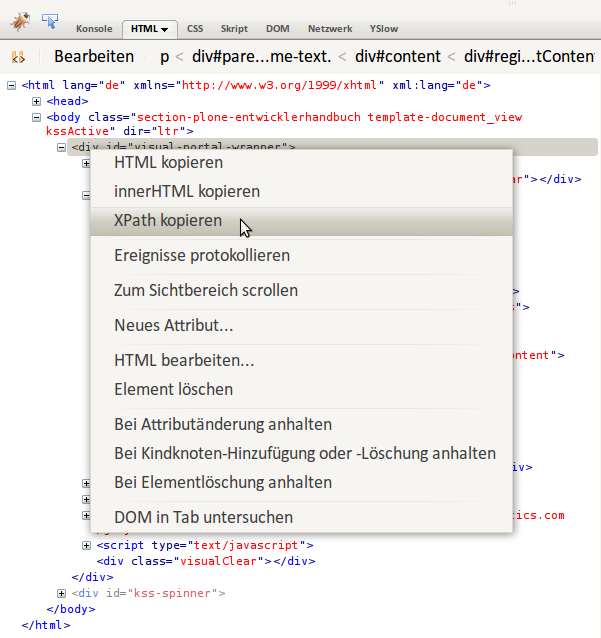 Konsole HTML CSS Skript DOM Netzwerk YSlow
Bearbeiten p < div#pare...me-text. < div#content < div#regi...tConten
<html lang="de" xmlns="http://www.w3.org/1999/xhtml" xml:lang="de">
<head>
<body class="section-plone-entwicklerhandbuch template-document_view
kssActive" dir="ltr">
<div id="visual-portal-wrapper">
HTML kopieren
ar"></div>
innerHTML kopieren
XPath kopieren
Ereignisse protokollieren
Zum Sichtbereich scrollen
>
s">
Neues Attribut...
HTML bearbeiten...
ontent">
Element löschen
Bei Attributänderung anhalten
Bei Kindknoten-Hinzufügung oder -Löschung anhalten
iv>
Bei Elementlöschung anhalten
DOM in Tab untersuchen
tics.com
<script type="text/javascript">
<div class="visualClear"></div>
</div>
<div id="kss-spinner">
</body>
</html>